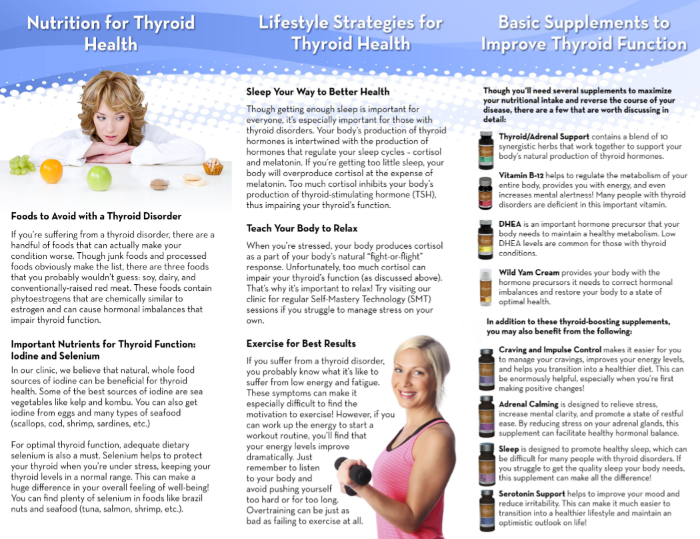 Nutrition for Thyroid
Health
Foods to Avoid with a Thyroid Disorder
If you're suffering from a thyroid disorder, there are a
handful of foods that can actually make your
condition worse. Though junk foods and processed
foods obviously make the list, there are three foods
that you probably wouldn't guess: soy, dairy, and
conventionally-raised red meat. These foods contain
phytoestrogens that are chemically similar to
estrogen and can cause hormonal imbalances that
impair thyroid function.
Important Nutrients for Thyroid Function:
Iodine and Selenium
In our clinic, we believe that natural, whole food
sources of iodine can be beneficial for thyroid
health. Some of the best sources of iodine are sea
vegetables like kelp and kombu. You can also get
iodine from eggs and many types of seafood
(scallops, cod, shrimp, sardines, etc.)
For optimal thyroid function, adequate dietary
selenium is also a must. Selenium helps to protect
your thyroid when you're under stress, keeping your
thyroid levels in a normal range. This can make a
huge difference in your overall feeling of well-being!
You can find plenty of selenium in foods like brazil
nuts and seafood (tuna, salmon, shrimp, etc.).
Lifestyle Strategies for
Thyroid Health
Sleep Your Way to Better Health
Though getting enough sleep is important for
everyone, it's especially important for those with
thyroid disorders. Your body's production of thyroid
hormones is intertwined with the production of
hormones that regulate your sleep cycles – cortisol
and melatonin. If you're getting too little sleep, your
body will overproduce cortisol at the expense of
melatonin. Too much cortisol inhibits your body's
production of thyroid-stimulating hormone (TSH),
thus impairing your thyroid's function.
Teach Your Body to Relax
When you're stressed, your body produces cortisol
as a part of your body's natural "fight-or-flight"
response. Unfortunately, too much cortisol can
impair your thyroid's function (as discussed above).
That's why it's important to relax! Try visiting our
clinic for regular Self-Mastery Technology (SMT)
sessions if you struggle to manage stress on your
own.
Exercise for Best Results
If you suffer from a thyroid disorder,
you probably know what it's like to
suffer from low energy and fatigue.
These symptoms can make it
especially difficult to find the
motivation to exercise! However, if you
can work up the energy to start a
workout routine, you'll find that
your energy levels improve
dramatically. Just
remember to listen
to your body and
avoid pushing yourself
too hard or for too long.
Overtraining can be just as
bad as failing to exercise at all.
Basic Supplements to
Improve Thyroid Function
Though you'll need several supplements to maximize
your nutritional intake and reverse the course of your
disease, there are a few that are worth discussing in
detail:
Thyroid/Adrenal Support contains a blend of 10
synergistic herbs that work together to support your
body's natural production of thyroid hormones.
Vitamin B-12 helps to regulate the metabolism of your
entire body, provides you with energy, and even
increases mental alertness! Many people with thyroid
disorders are deficient in this important vitamin.
DHEA is an important hormone precursor that your
body needs to maintain a healthy metabolism. Low
DHEA levels are common for those with thyroid
conditions.
Wild Yam Cream provides your body with the
hormone precursors it needs to correct hormonal
imbalances and restore your body to a state of
optimal health.
In addition to these thyroid-boosting supplements,
you may also benefit from the following:
Craving and Impulse Control makes it easier for you
to manage your cravings, improves your energy levels,
and helps you transition into a healthier diet. This can
be enormously helpful, especially when you're first
making positive changes!
Adrenal Calming is designed to relieve stress,
increase mental clarity, and promote a state of restful
ease. By reducing stress on your adrenal glands, this
supplement can facilitate healthy hormonal balance.
Sleep is designed to promote healthy sleep, which can
be difficult for many people with thyroid disorders. If
you struggle to get the quality sleep your body needs,
this supplement can make all the difference!
Serotonin Support helps to improve your mood and
reduce irritability. This can make it much easier to
transition into a healthier lifestyle and maintain an
optimistic outlook on life!